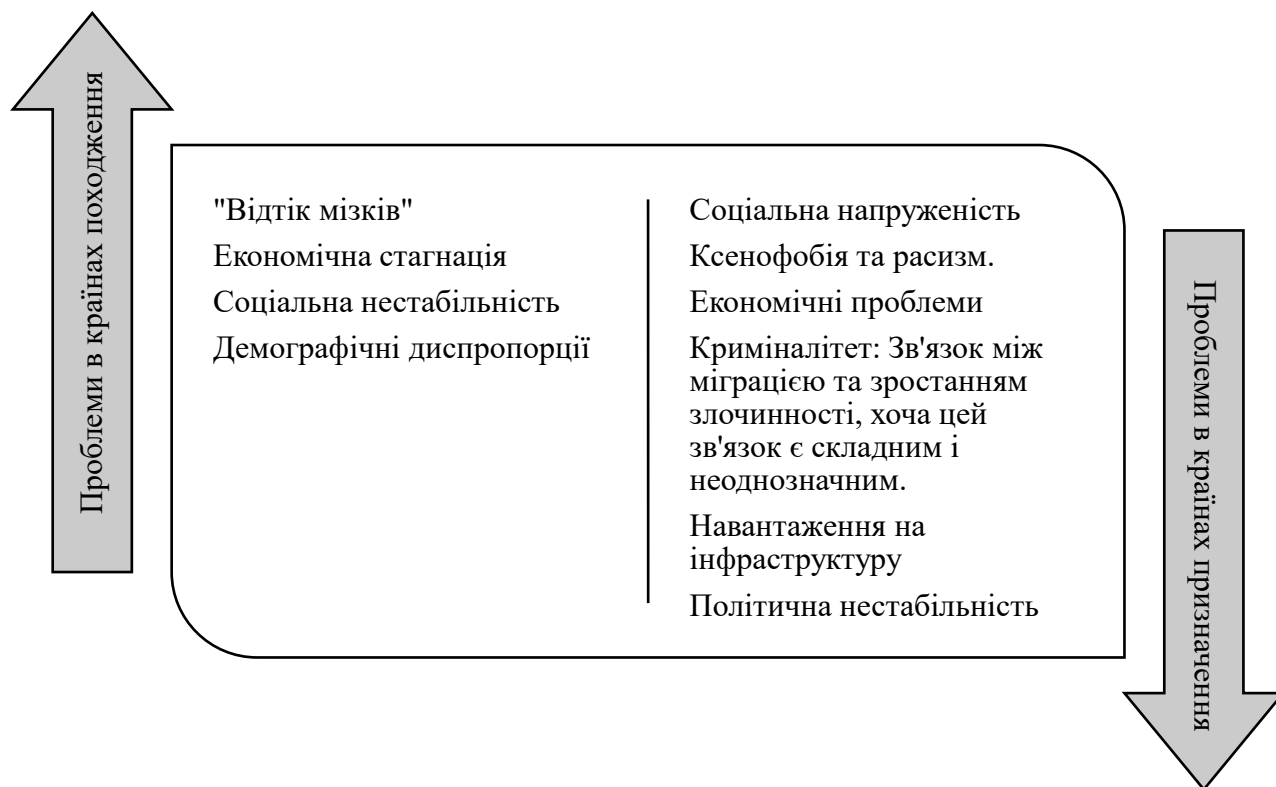 Проблеми в країнах походження
"Відтік мізків"
Економічна стагнація
Соціальна нестабільність
Демографічні диспропорції
Соціальна напруженість
Ксенофобія та расизм.
Економічні проблеми
Криміналітет: Зв'язок між
міграцією та зростанням
злочинності, хоча цей
зв'язок є складним і
неоднозначним.
Навантаження на
інфраструктуру
Політична нестабільність
Проблеми в країнах призначення